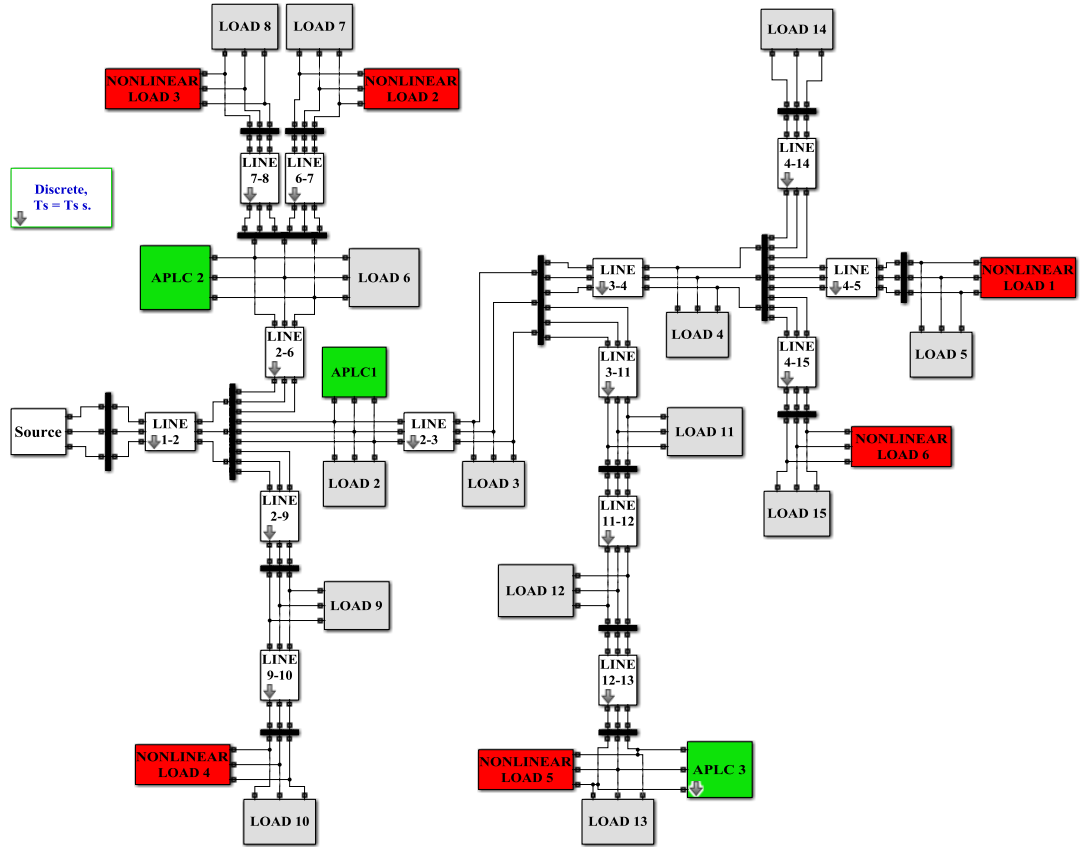 LOAD 8
LOAD 7
LOAD 14
NONLINEAR
LOAD 3
NONLINEAR
LOAD 2
LINE
7-8
LINE
6-7
LINE
4-14
Discrete,
Ts = Ts s.
APLC 2
LOAD 6
LINE
3-4
LINE
4-5
NONLINEAR
LOAD 1
LOAD 4
LOAD 5
LINE
2-6
LINE
3-11
LINE
4-15
APLC1
Source
LINE
1-2
LINE
2-3
LOAD 11
NONLINEAR
LOAD 6
LOAD 2
LOAD 3
LOAD 15
LINE
2-9
LINE
11-12
LOAD 9
LOAD 12
LINE
9-10
LINE
12-13
NONLINEAR
LOAD 4
NONLINEAR
LOAD 5
APLC 3
LOAD 10
LOAD 13